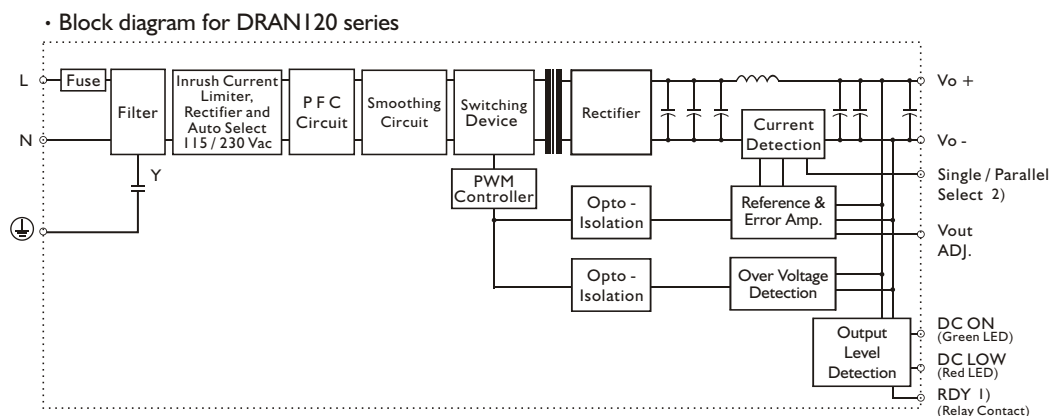 · Block diagram for DRAN120 series
L
Fuse
Filter
Inrush Current
Limiter,
Rectifier and
Auto Select
115 / 230 Vac
P F C
Circuit
Smoothing
Circuit
Switching
Device
Rectifier
Current
Detection
Vo +
N
Vo -
Y
PWM
Controller
Opto -
Isolation
Reference &
Error Amp.
Single / Parallel
Select 2)
Vout
ADJ.
Opto -
Isolation
Over Voltage
Detection
Output
Level
Detection
DC ON
(Green LED)
DC LOW
(Red LED)
RDY 1)
(Relay Contact)